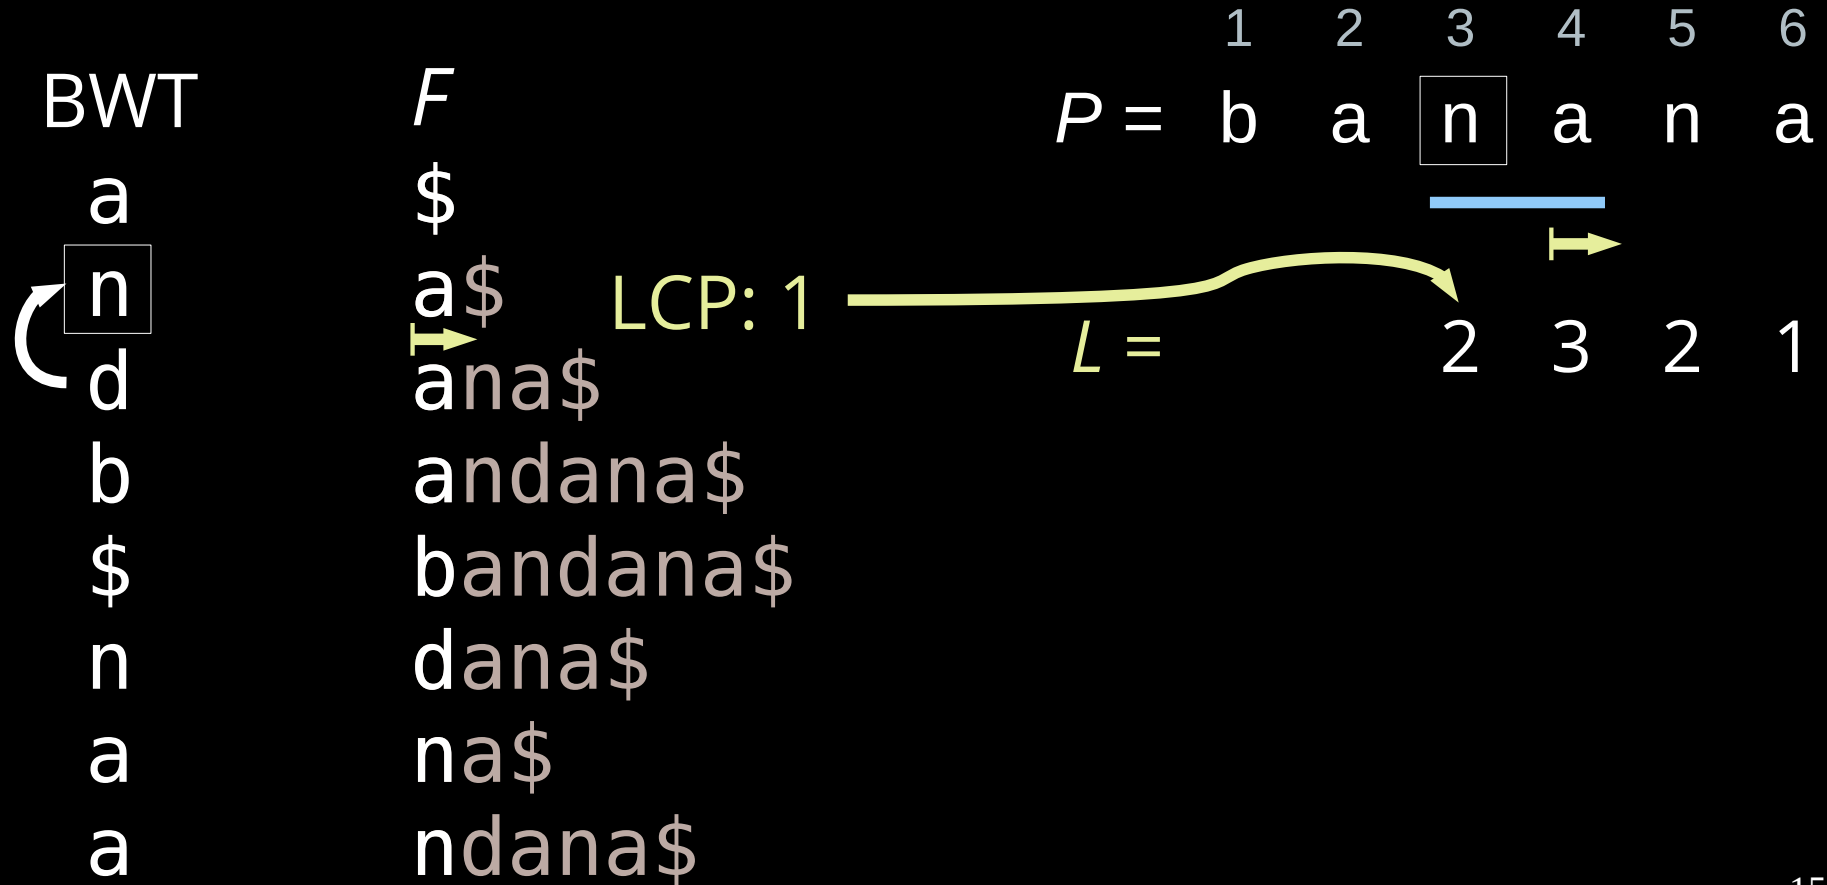 1 2 3 4 5 6
BWT F P = b a n a n a
a $
n a$ LCP: 1
L = 2 3 2 1
d ana$
b andana$
$ bandana$
n dana$
a na$
a ndana$